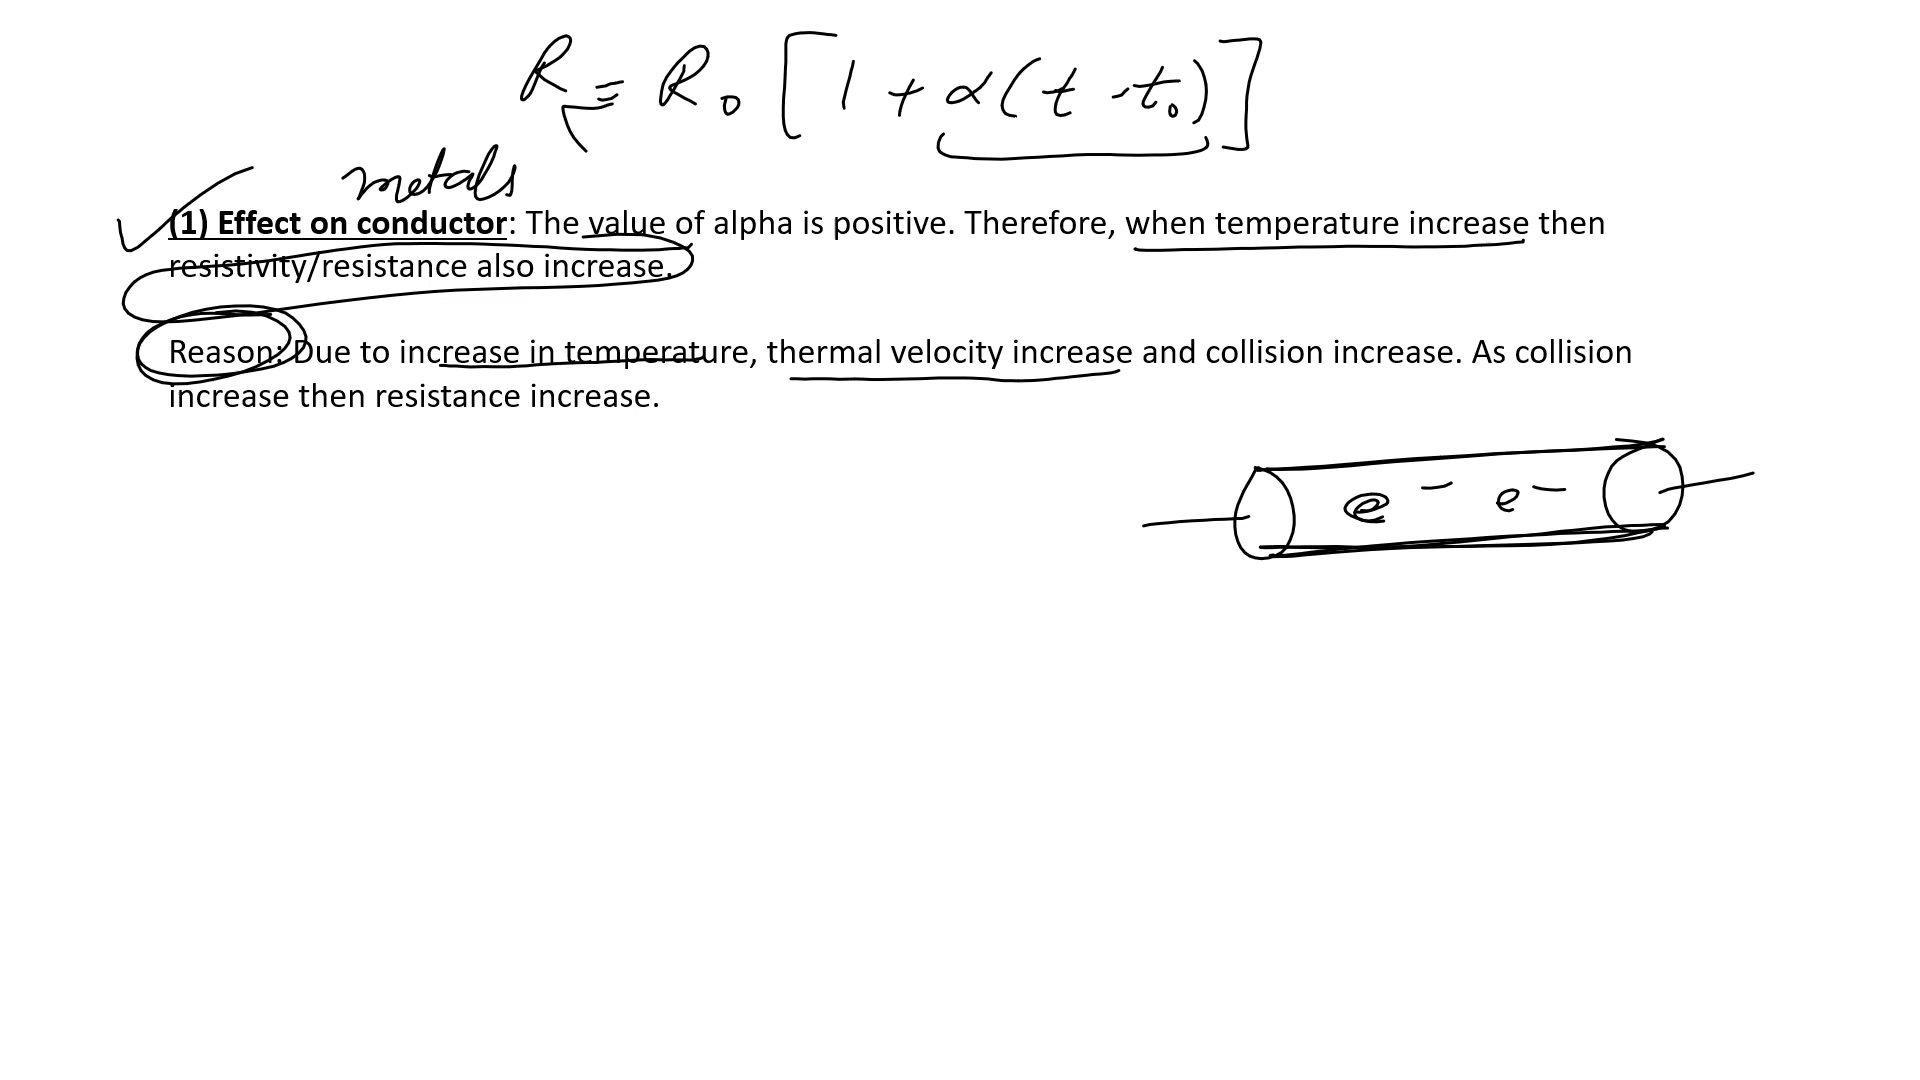 R = R₀ [1 + α(t - t₀)]
metals
(1) Effect on conductor: The value of alpha is positive. Therefore, when temperature increase then
resistivity/resistance also increase.
Reason: Due to increase in temperature, thermal velocity increase and collision increase. As collision
increase then resistance increase.
e⁻ e⁻